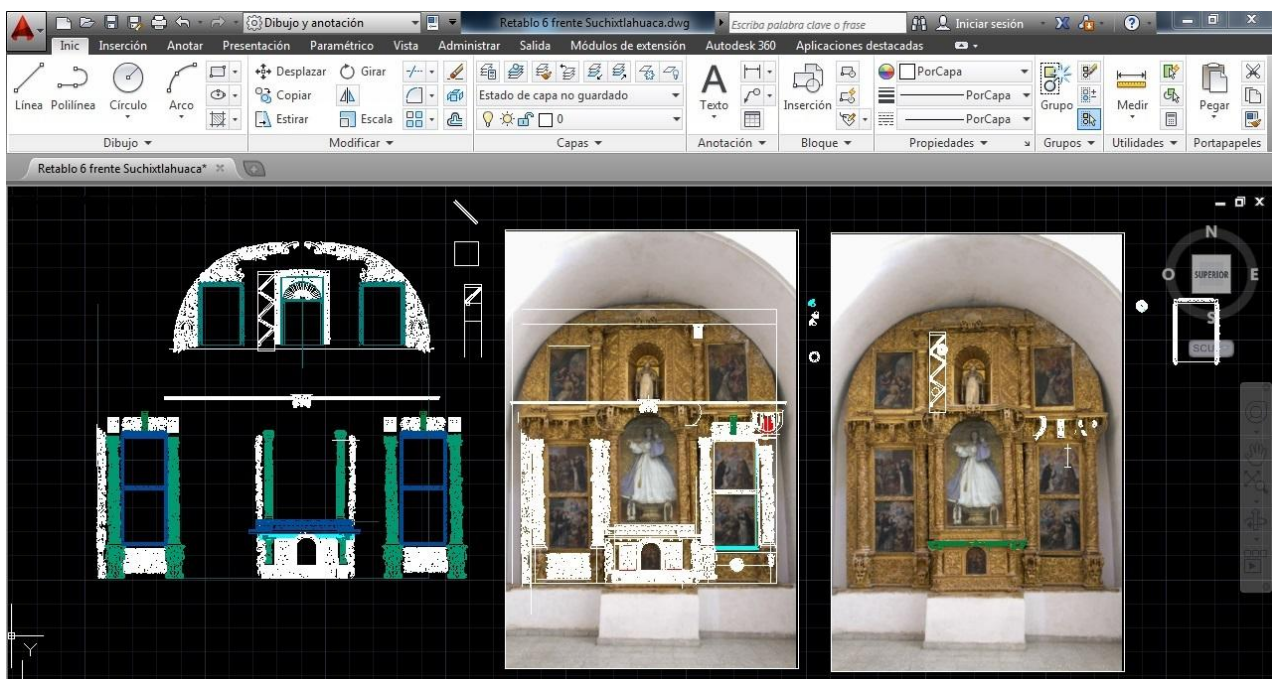 Dibujo y anotación
Retablo 6 frente Suchixtlahuaca.dwg
Escriba palabra clave o frase
Iniciar sesión
Inic Inserción Anotar Presentación Paramétrico Vista Administrar Salida Módulos de extensión Autodesk 360 Aplicaciones destacadas
Línea Polilínea Círculo Arco
Desplazar Girar
Copiar
Estirar Escala
Estado de capa no guardado
0
Texto
Inserción
PorCapa
PorCapa
PorCapa
Grupo
Medir
Pegar
Dibujo Modificar Capas Anotación Bloque Propiedades Grupos Utilidades Portapapeles
Retablo 6 frente Suchixtlahuaca*
N
O SUPERIOR E
S
Y